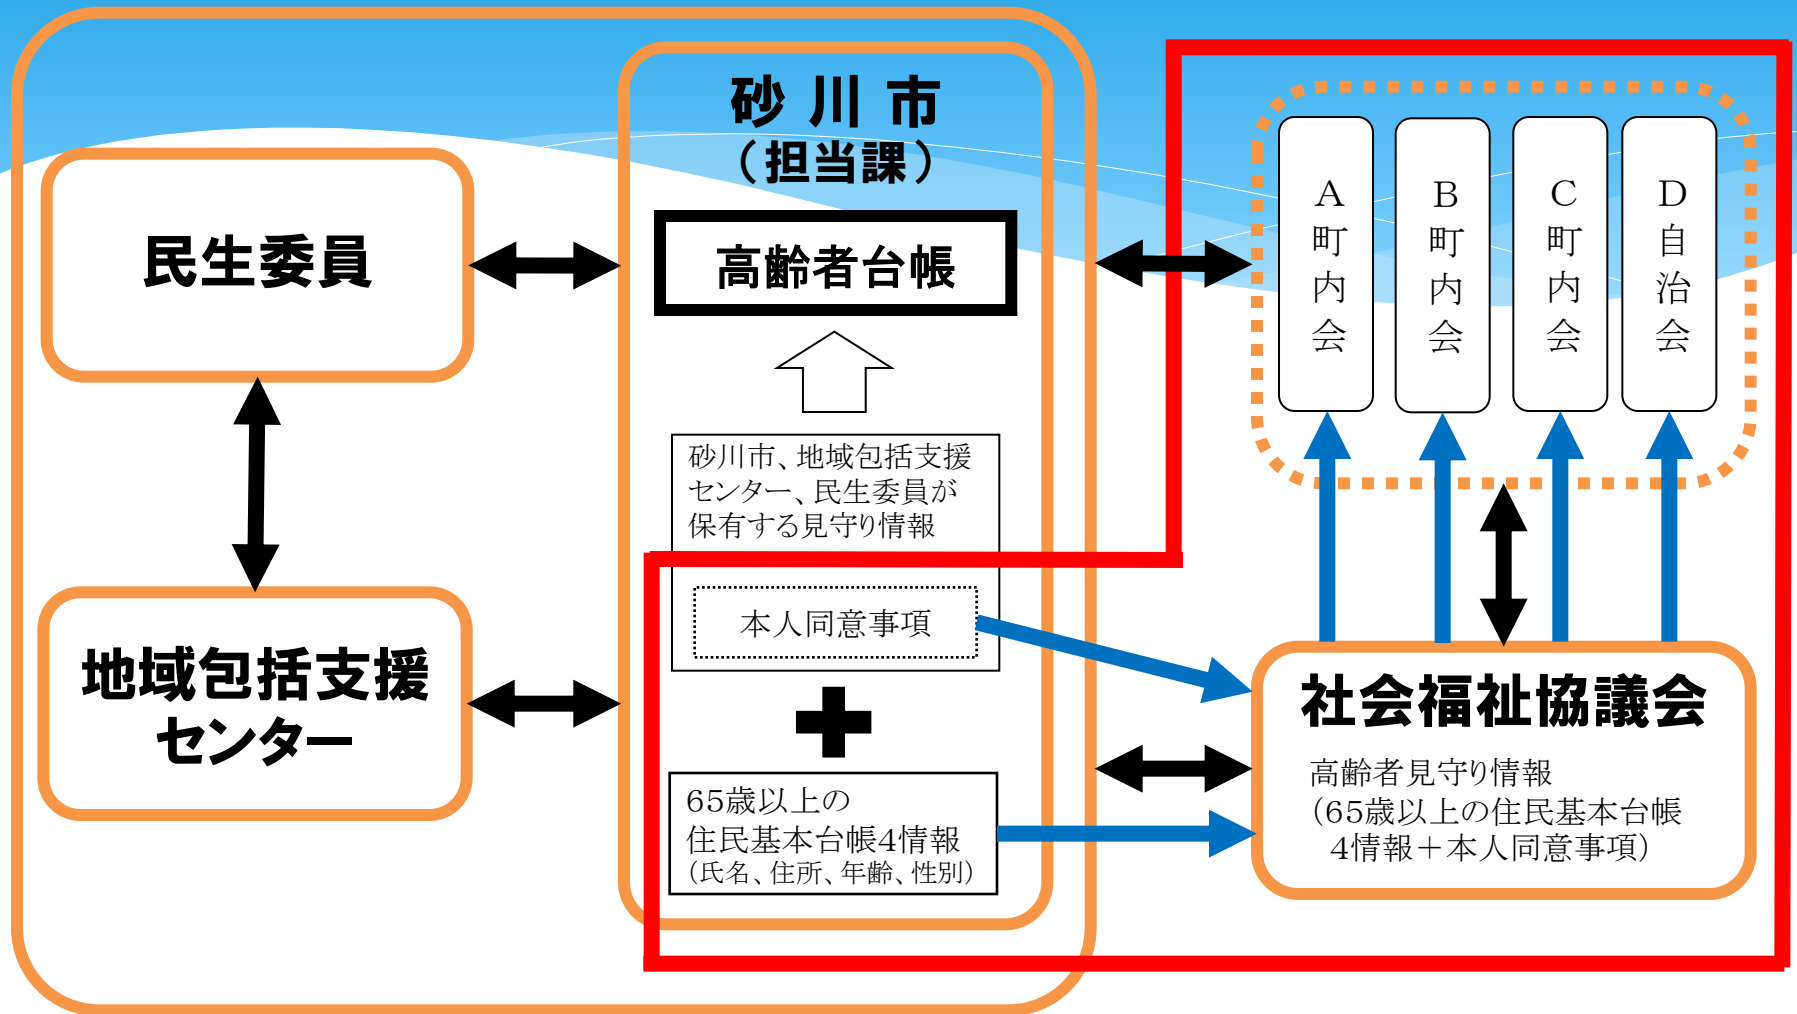 砂川市
（担当課）
民生委員
高齢者台帳
砂川市、地域包括支援
センター、民生委員が
保有する見守り情報
本人同意事項
地域包括支援
センター
65歳以上の
住民基本台帳4情報
（氏名、住所、年齢、性別）
A町内会
B町内会
C町内会
D自治会
社会福祉協議会
高齢者見守り情報
（65歳以上の住民基本台帳
4情報＋本人同意事項）